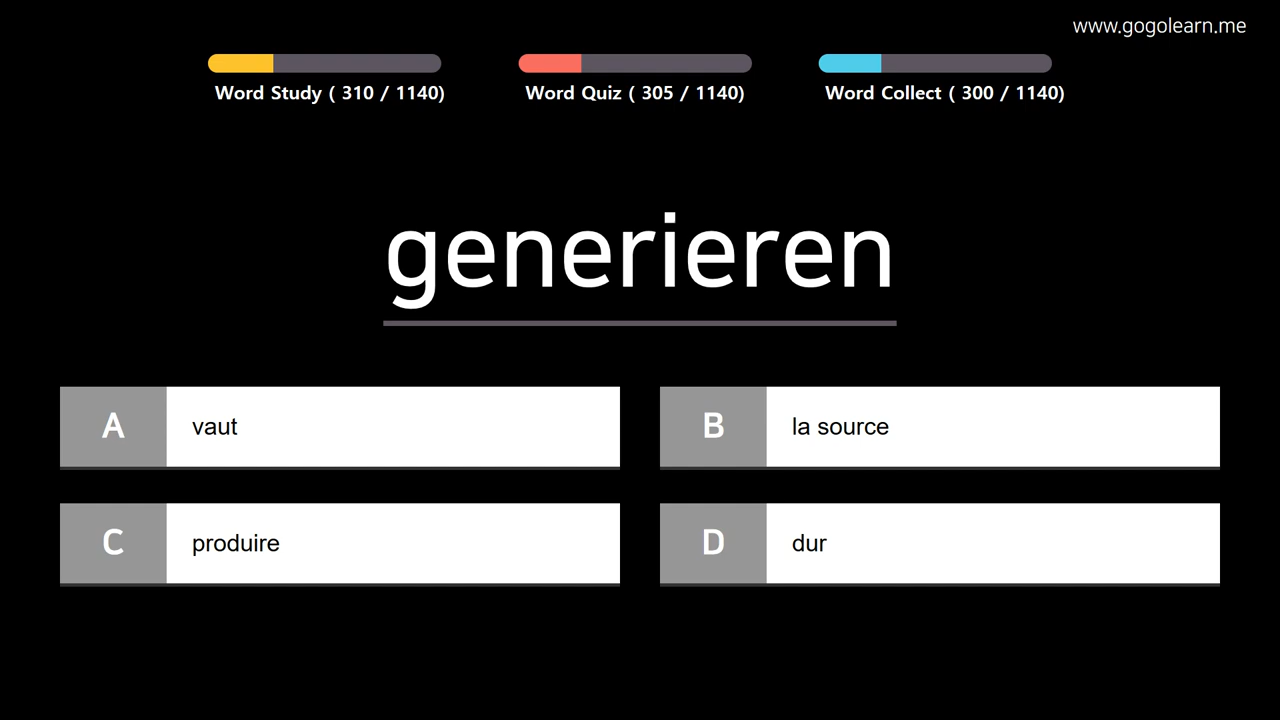 www.gogolearn.me
Word Study ( 310 / 1140)
Word Quiz ( 305 / 1140)
Word Collect ( 300 / 1140)
generieren
A
vaut
B
la source
C
produire
D
dur